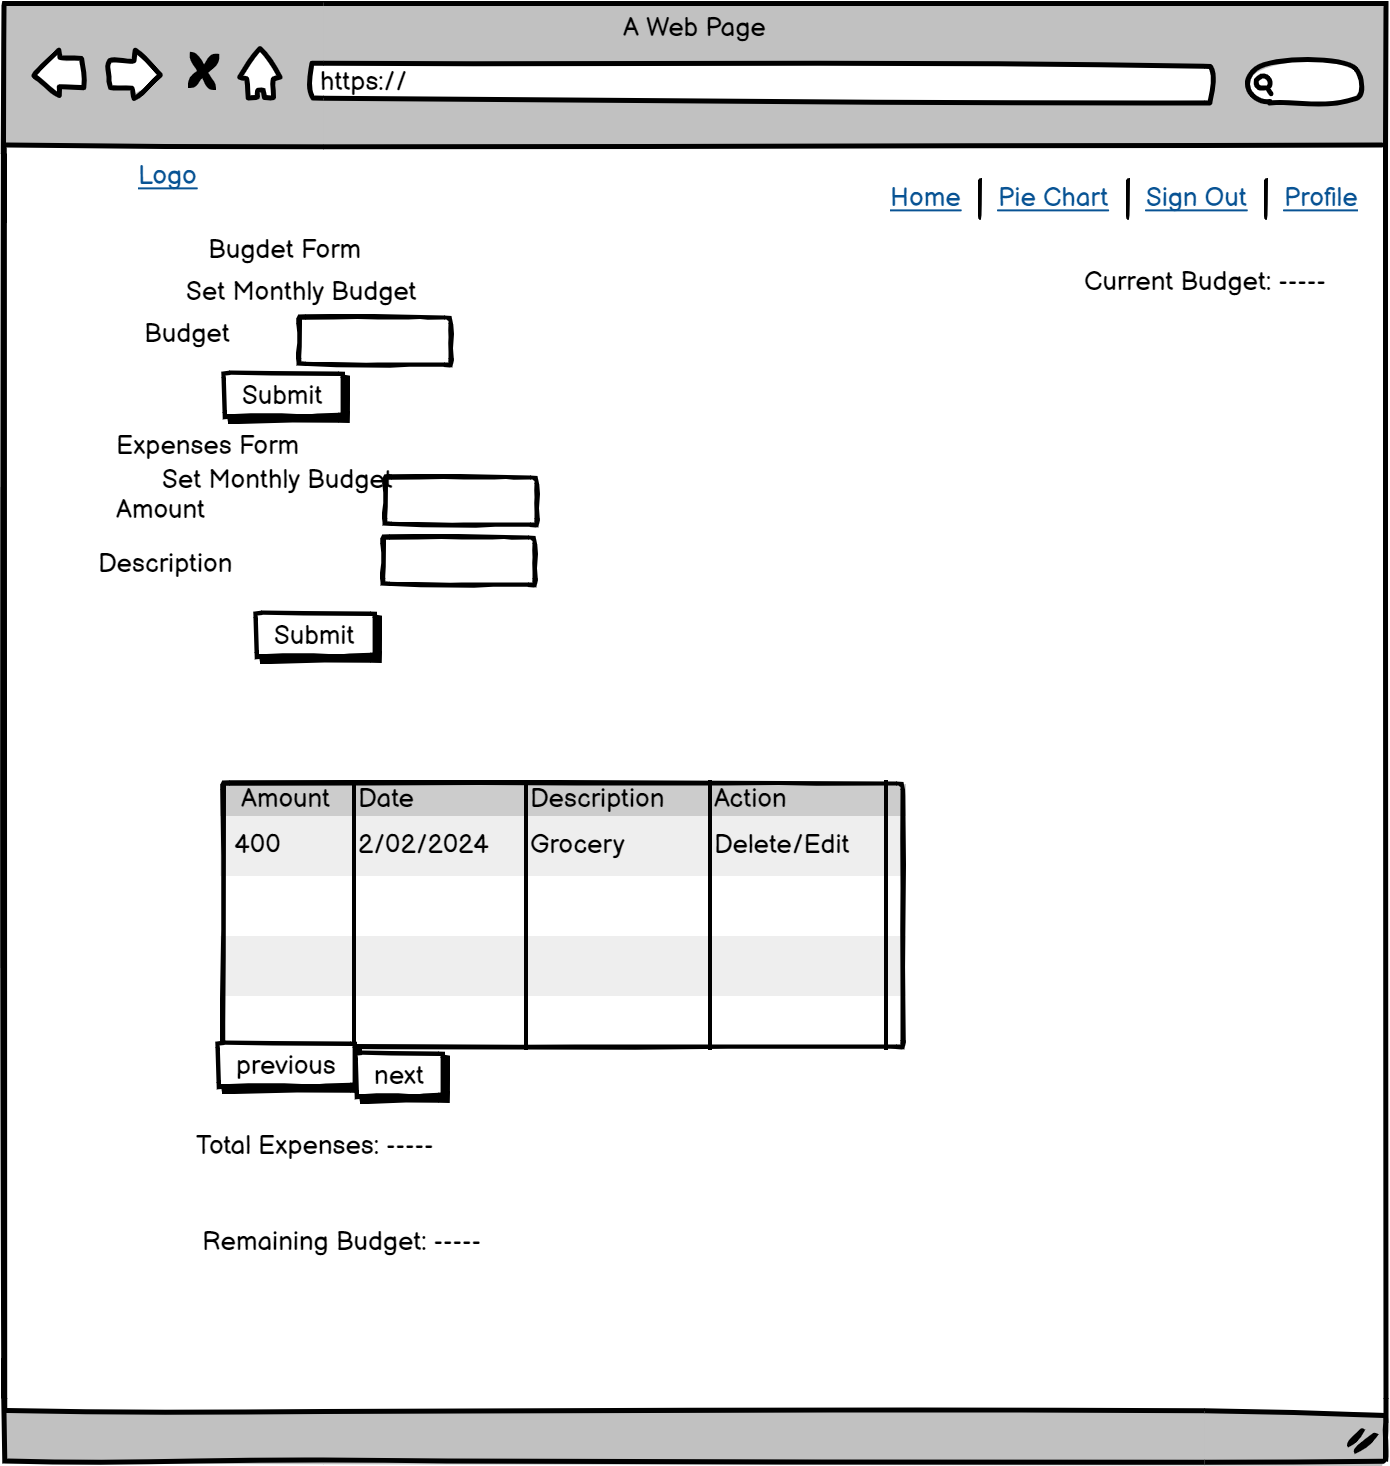 A Web Page
https://
Logo
Home Pie Chart Sign Out Profile
Bugdet Form
Current Budget: -----
Set Monthly Budget
Budget
Submit
Expenses Form
Set Monthly Budget
Amount
Description
Submit
Amount Date Description Action
400 2/02/2024 Grocery Delete/Edit
previous next
Total Expenses: -----
Remaining Budget: -----